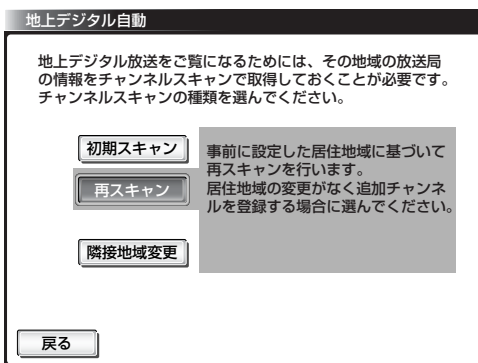 地上デジタル自動
地上デジタル放送をご覧になるためには、その地域の放送局
の情報をチャンネルスキャンで取得しておくことが必要です。
チャンネルスキャンの種類を選んでください。
初期スキャン
再スキャン
隣接地域変更
事前に設定した居住地域に基づいて
再スキャンを行います。
居住地域の変更がなく追加チャンネ
ルを登録する場合に選んでください。
戻る